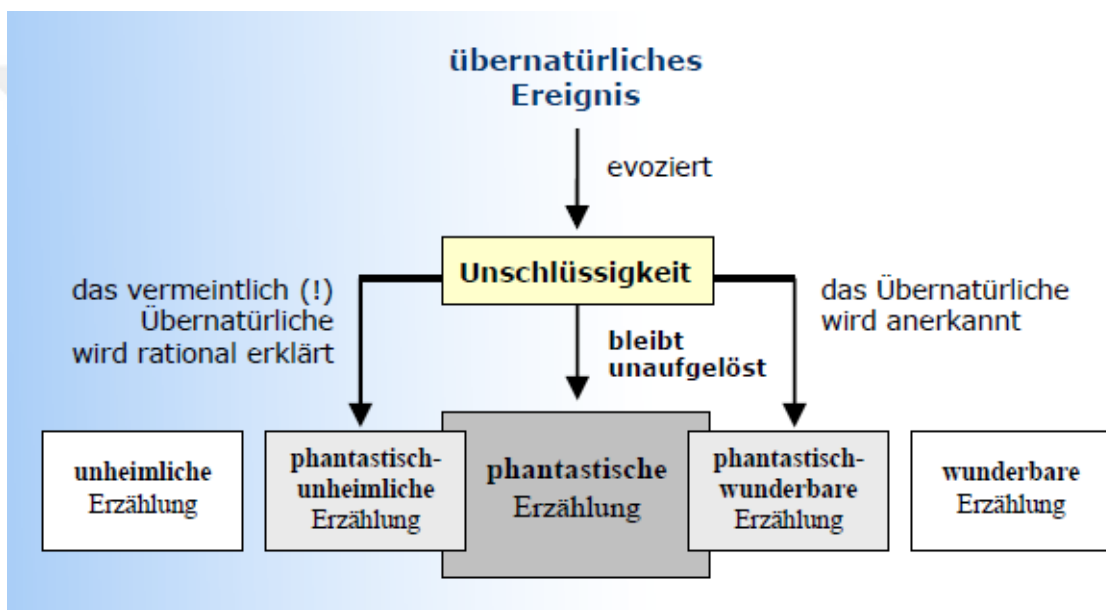 übernatürliches
Ereignis
evoziert
Unschlüssigkeit
das vermeintlich (!)
Übernatürliche
wird rational erklärt
bleibt
unaufgelöst
das Übernatürliche
wird anerkannt
unheimliche
Erzählung
phantastisch-
unheimliche
Erzählung
phantastische
Erzählung
phantastisch-
wunderbare
Erzählung
wunderbare
Erzählung